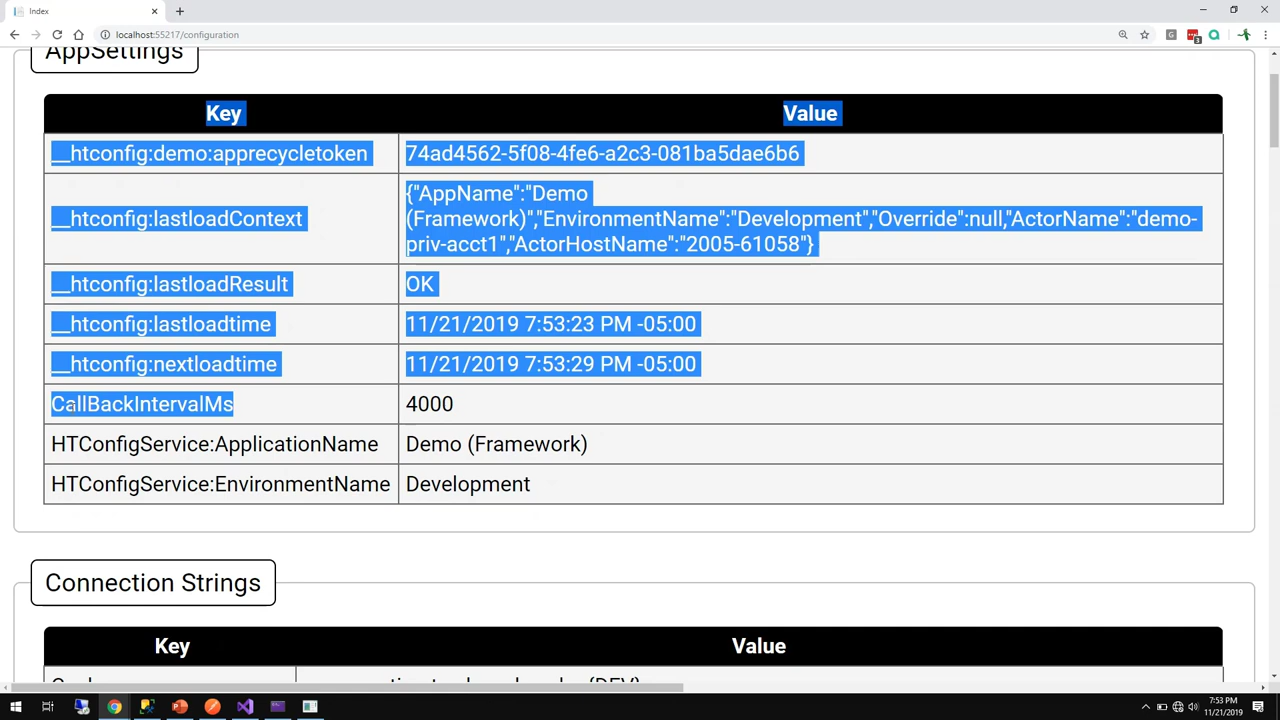 Index
localhost:55217/configuration
3
AppSettings
Key Value
__htconfig:demo:apprecycletoken 74ad4562-5f08-4fe6-a2c3-081ba5dae6b6
__htconfig:lastloadContext {"AppName":"Demo
(Framework)","EnvironmentName":"Development","Override":null,"ActorName":"demo-
priv-acct1","ActorHostName":"2005-61058"}
__htconfig:lastloadResult OK
__htconfig:lastloadtime 11/21/2019 7:53:23 PM -05:00
__htconfig:nextloadtime 11/21/2019 7:53:29 PM -05:00
CallBackIntervalMs 4000
HTConfigService:ApplicationName Demo (Framework)
HTConfigService:EnvironmentName Development
Connection Strings
Key Value
7:53 PM
11/21/2019